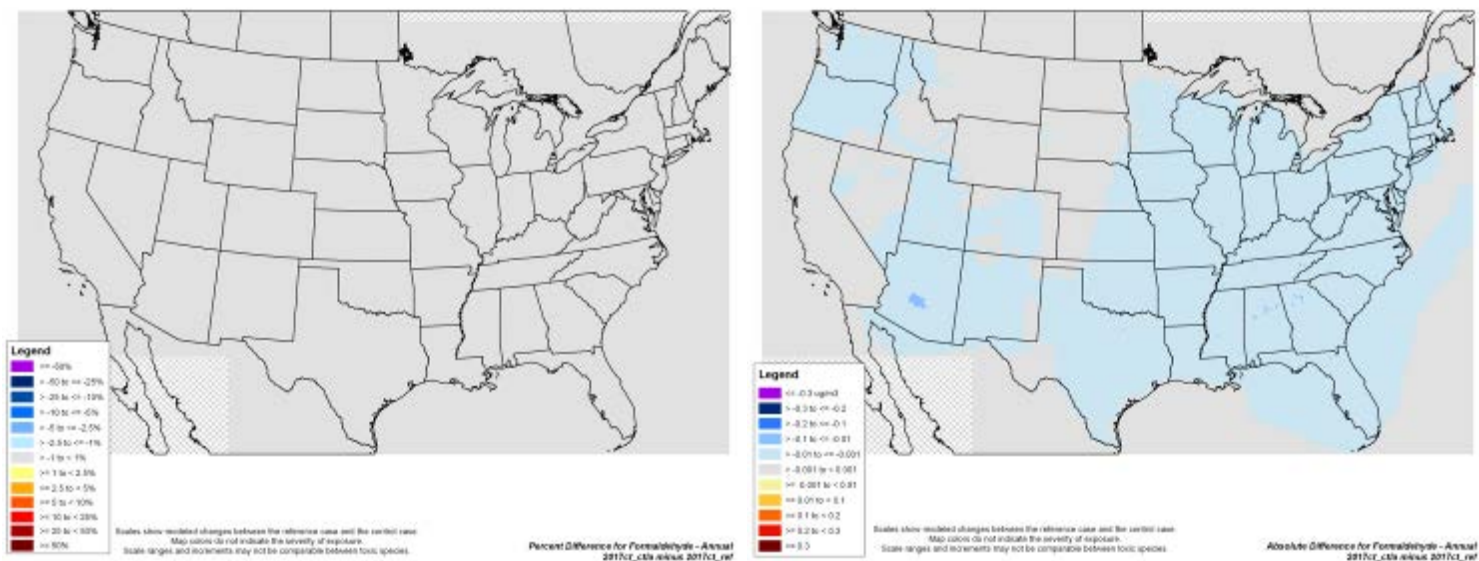 Legend
<= -50%
> -50 to <= -25%
> -25 to <= -10%
> -10 to <= -5%
> -5 to <= -2.5%
> -2.5 to <= -1%
> -1 to < 1%
>= 1 to < 2.5%
>= 2.5 to < 5%
>= 5 to < 10%
>= 10 to < 25%
>= 50%
Scales show modeled changes between the reference case and the control case
Map colors do not indicate the severity of exposure.
Scale ranges and increments may not be comparable between toxic species
Percent Difference for Formaldehyde - Annual
2017ct_ctls minus 2017ct_ref
Legend
<= -0.3 ug/m3
> -0.3 to <= -0.2
> -0.2 to <= -0.1
> -0.1 to <= -0.01
> -0.01 to <= -0.001
> -0.001 < 0.001
>= 0.001 to < 0.01
>= 0.01 to < 0.1
>= 0.1 to < 0.2
>= 0.2 to < 0.3
>= 0.3
Scales show modeled changes between the reference case and the control case
Map colors do not indicate the severity of exposure.
Scale ranges and increments may not be comparable between toxic species
Absolute Difference for Formaldehyde - Annual
2017ct_ctls minus 2017ct_ref